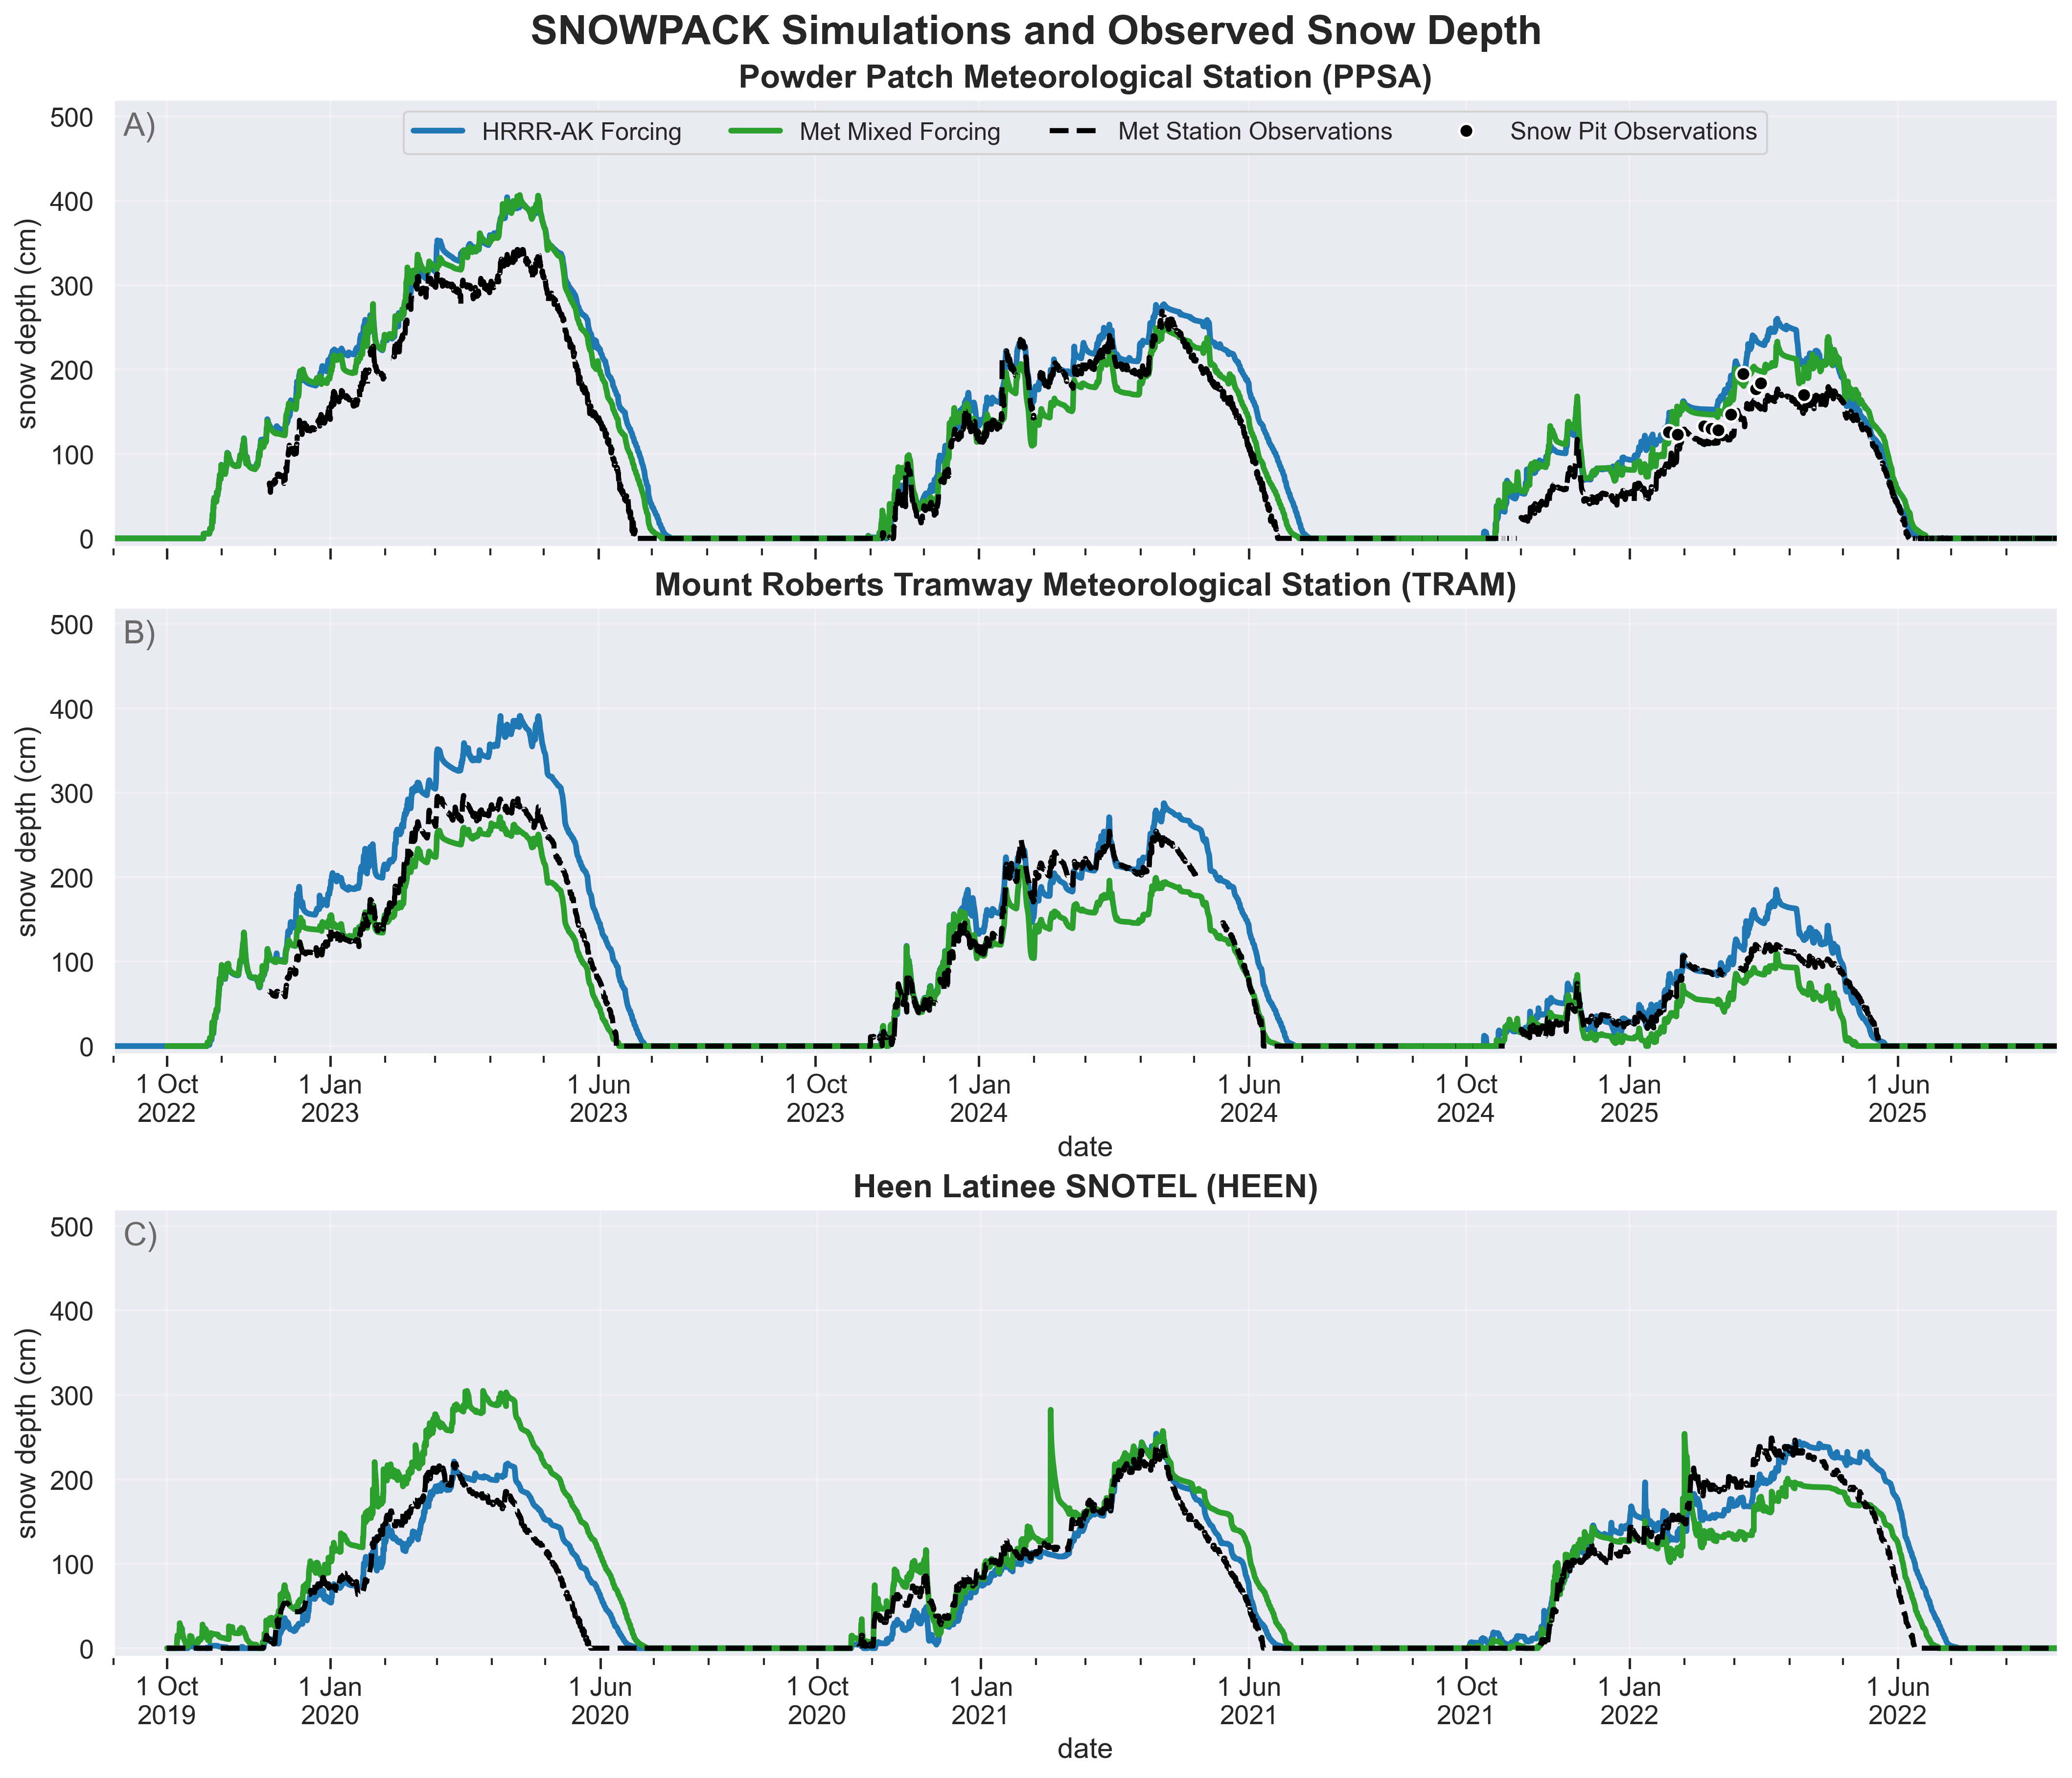 SNOWPACK Simulations and Observed Snow Depth
Powder Patch Meteorological Station (PPSA)
A)
HRRR-AK Forcing
Met Mixed Forcing
Met Station Observations
Snow Pit Observations
500
400
300
200
100
0
snow depth (cm)
Mount Roberts Tramway Meteorological Station (TRAM)
B)
500
400
300
200
100
0
snow depth (cm)
1 Oct 2022
1 Jan 2023
1 Jun 2023
1 Oct 2023
1 Jan 2024
1 Jun 2024
1 Oct 2024
1 Jan 2025
1 Jun 2025
date
Heen Latinee SNOTEL (HEEN)
C)
500
400
300
200
100
0
snow depth (cm)
1 Oct 2019
1 Jan 2020
1 Jun 2020
1 Oct 2020
1 Jan 2021
1 Jun 2021
1 Oct 2021
1 Jan 2022
1 Jun 2022
date